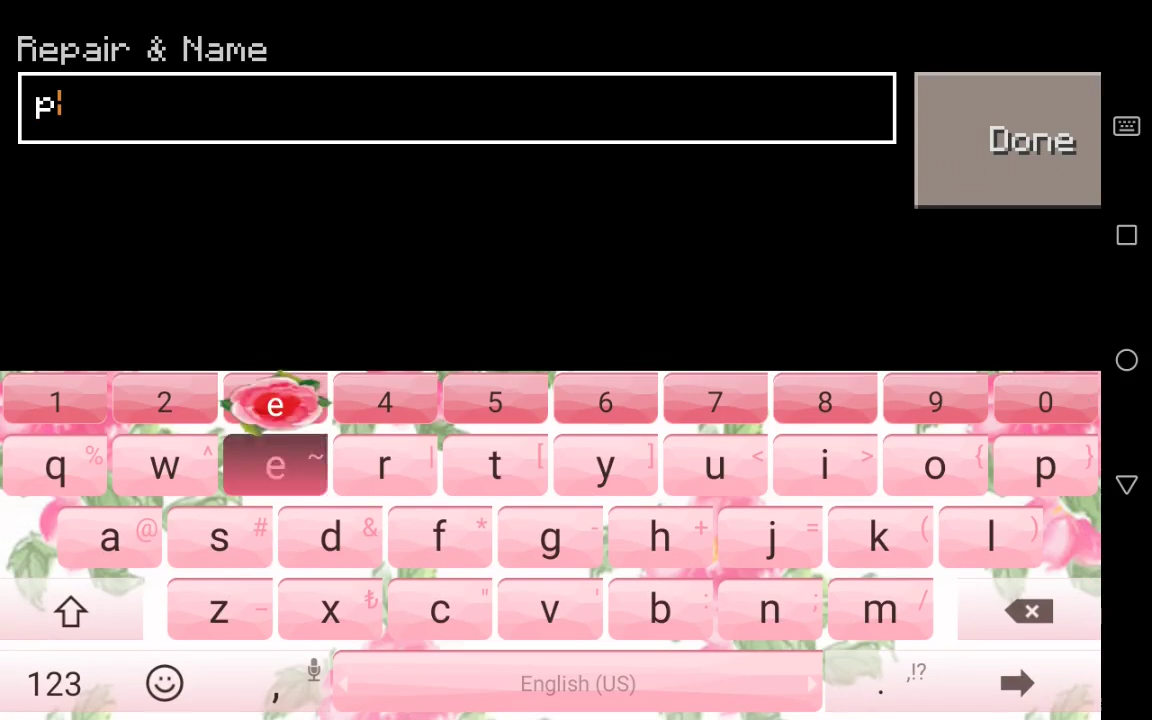 Repair & Name
p
Done
1 2 e 4 5 6 7 8 9 0
q % w ^ e ~ r | t [ y ] u < i > o { p }
a @ s # d & f * g - h + j = k ( l )
z _ x ₺ c " v ' b : n ; m /
123 , English (US) . ,!?